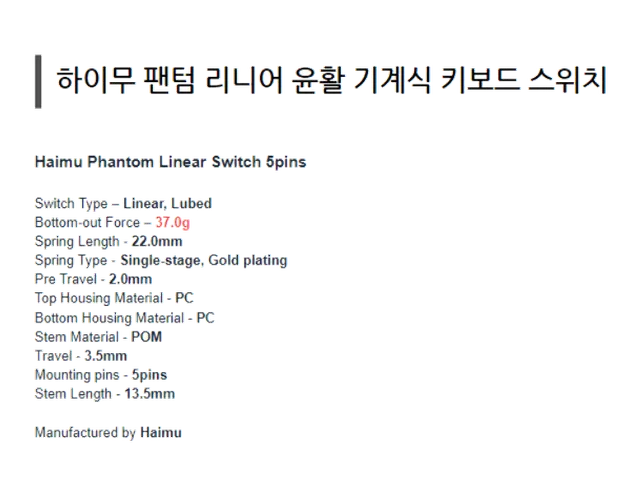 하이무 팬텀 리니어 윤활 기계식 키보드 스위치
Haimu Phantom Linear Switch 5pins
Switch Type – Linear, Lubed
Bottom-out Force – 37.0g
Spring Length - 22.0mm
Spring Type - Single-stage, Gold plating
Pre Travel - 2.0mm
Top Housing Material - PC
Bottom Housing Material - PC
Stem Material - POM
Travel - 3.5mm
Mounting pins - 5pins
Stem Length - 13.5mm
Manufactured by Haimu